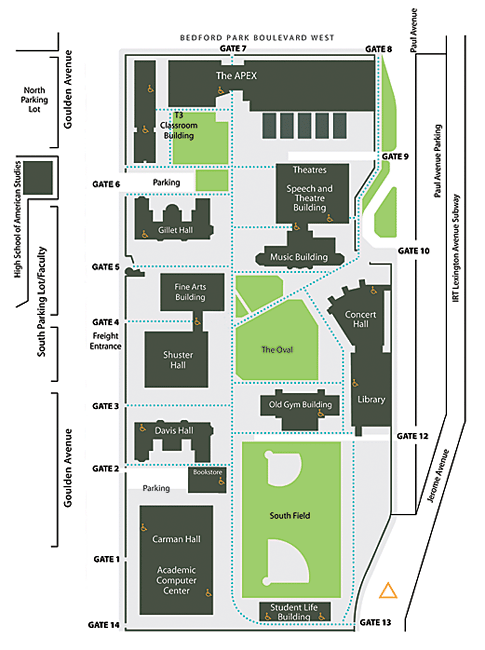 BEDFORD PARK BOULEVARD WEST
GATE 7
GATE 8
Paul Avenue
Goulden Avenue
North
Parking
Lot
The APEX
T3
Classroom
Building
Paul Avenue Parking
IRT Lexington Avenue Subway
GATE 9
High School of American Studies
GATE 6
Parking
Theatres
Speech and
Theatre
Building
Gillet Hall
Music Building
GATE 10
South Parking Lot/Faculty
GATE 5
Fine Arts
Building
Concert
Hall
GATE 4
Freight
Entrance
Shuster
Hall
The Oval
Library
GATE 3
Old Gym Building
Davis Hall
GATE 12
Goulden Avenue
GATE 2
Bookstore
Parking
Jerome Avenue
South Field
Carman Hall
GATE 1
Academic
Computer
Center
Student Life
Building
GATE 14
GATE 13